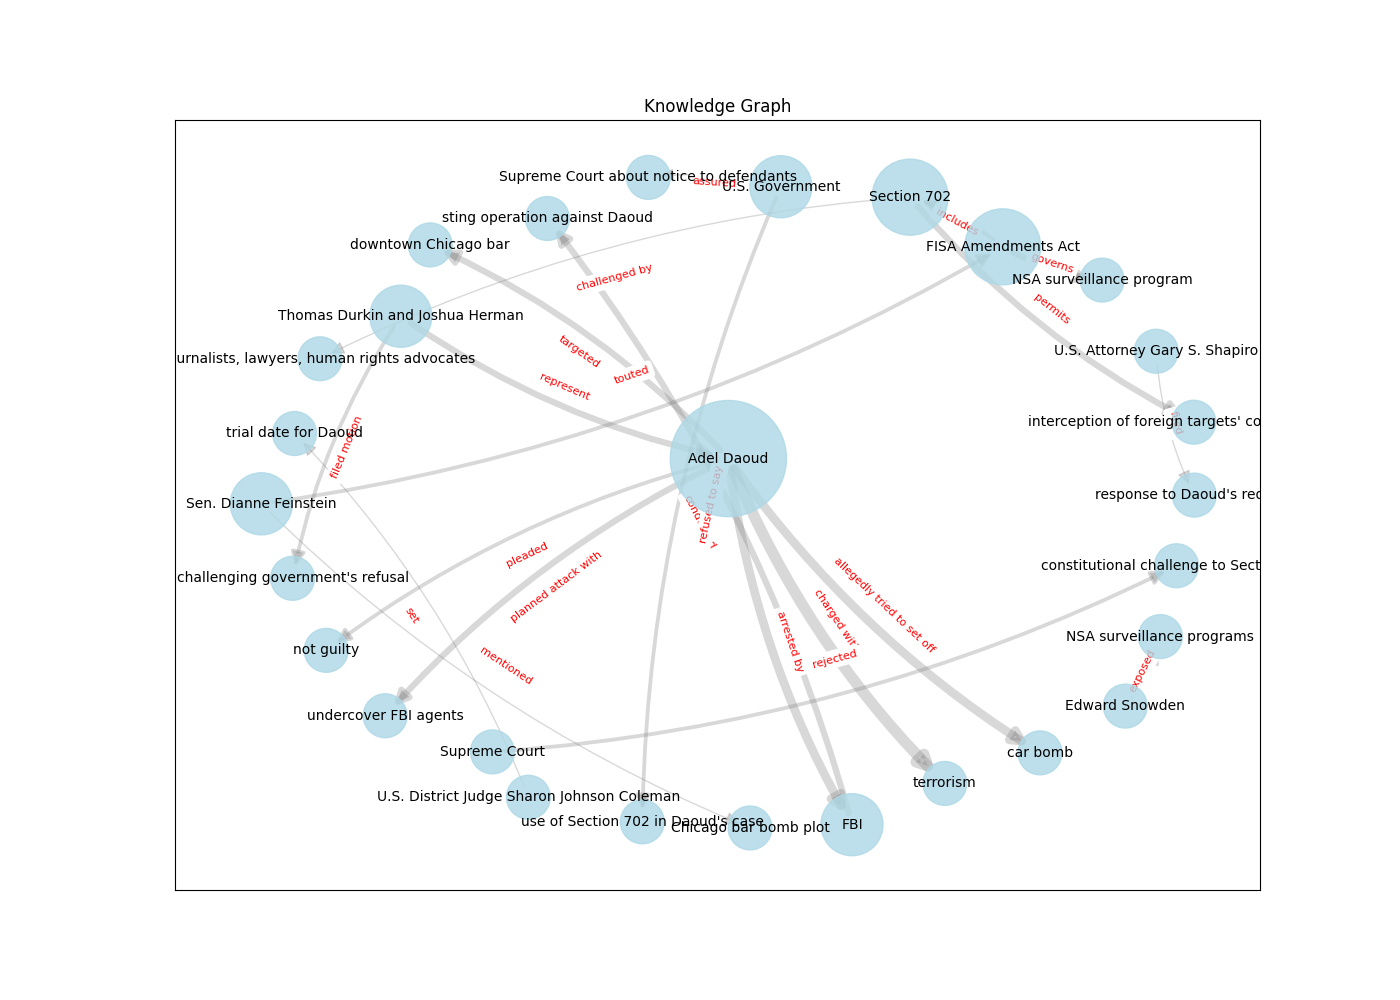 Knowledge Graph
Supreme Court about notice to defendants
assured
U.S. Government
Section 702
sting operation against Daoud
includes
downtown Chicago bar
FISA Amendments Act
governs
NSA surveillance program
challenged by
permits
Thomas Durkin and Joshua Herman
targeted
U.S. Attorney Gary S. Shapiro
urnalists, lawyers, human rights advocates
touted
represent
interception of foreign targets' co
trial date for Daoud
filed motion
Adel Daoud
response to Daoud's rec
Sen. Dianne Feinstein
refused to say
pleaded
constitutional challenge to Sect
challenging government's refusal
planned attack with
allegedly tried to set off
set
charged wit
NSA surveillance programs
arrested by
not guilty
rejected
mentioned
exposed
Edward Snowden
undercover FBI agents
Supreme Court
car bomb
terrorism
U.S. District Judge Sharon Johnson Coleman
use of Section 702 in Daoud's case
Chicago bar bomb plot
FBI